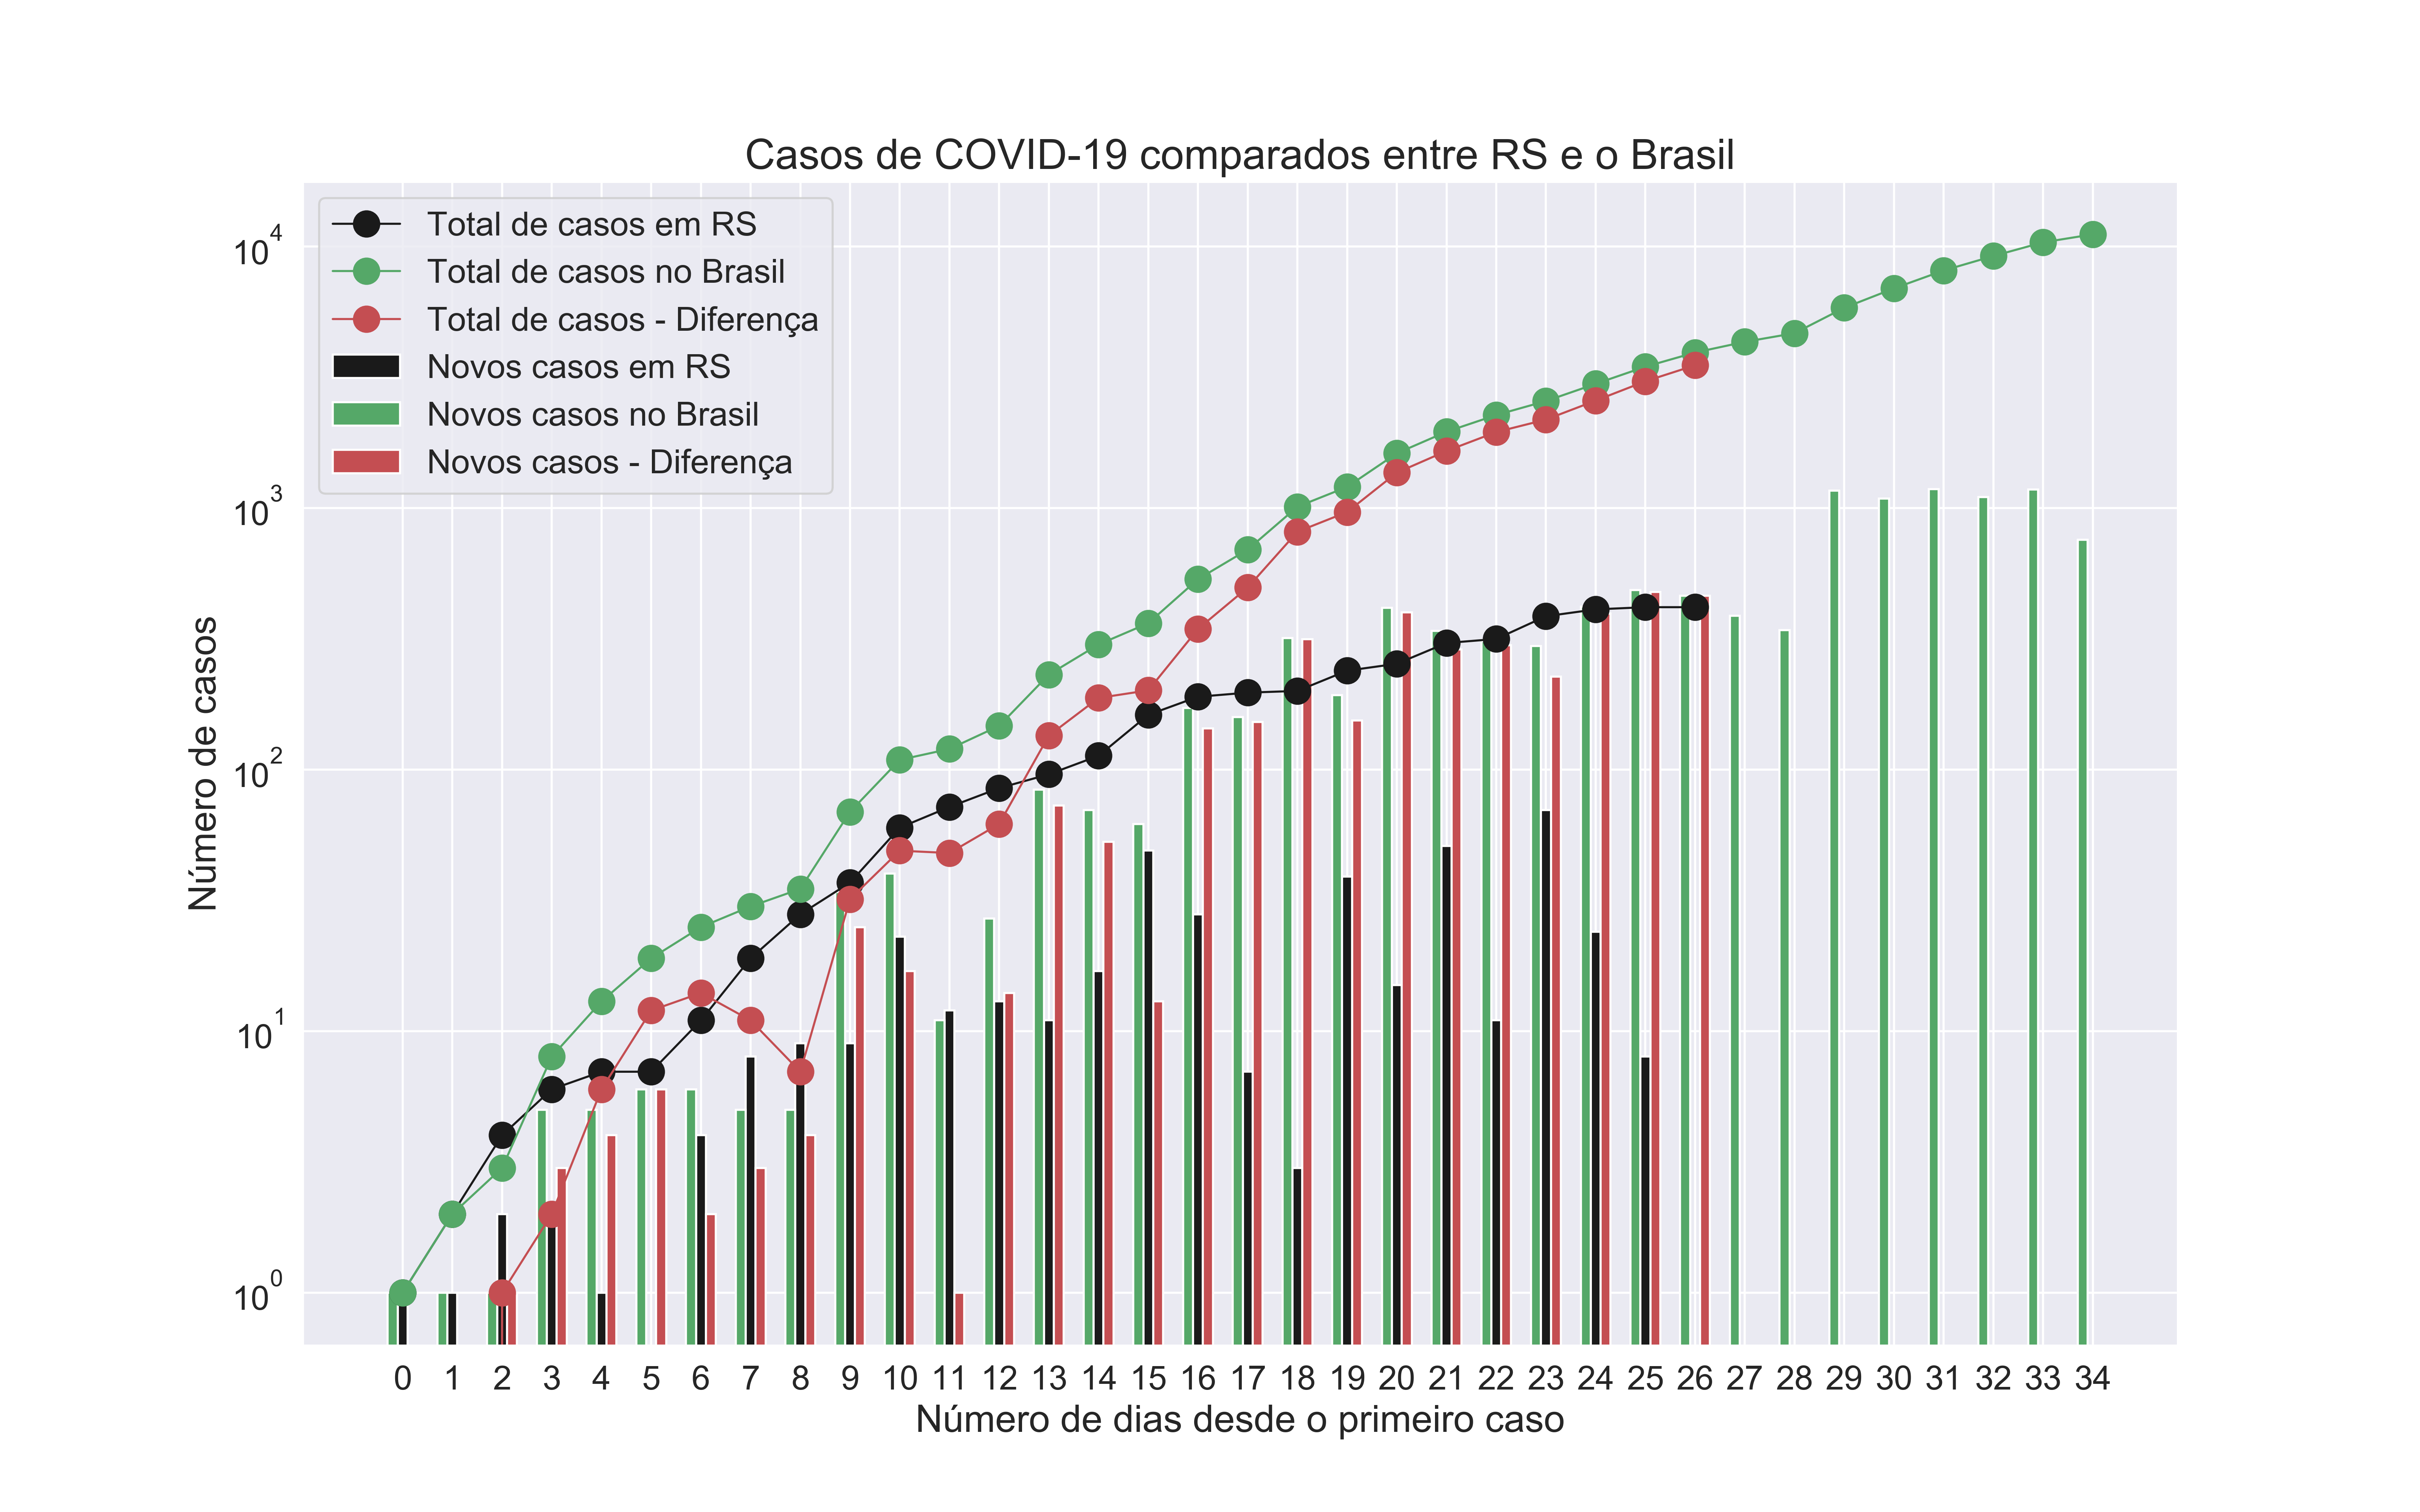 Casos de COVID-19 comparados entre RS e o Brasil
Total de casos em RS
Total de casos no Brasil
Total de casos - Diferença
Novos casos em RS
Novos casos no Brasil
Novos casos - Diferença
Número de casos
10^4
10^3
10^2
10^1
10^0
0 1 2 3 4 5 6 7 8 9 10 11 12 13 14 15 16 17 18 19 20 21 22 23 24 25 26 27 28 29 30 31 32 33 34
Número de dias desde o primeiro caso